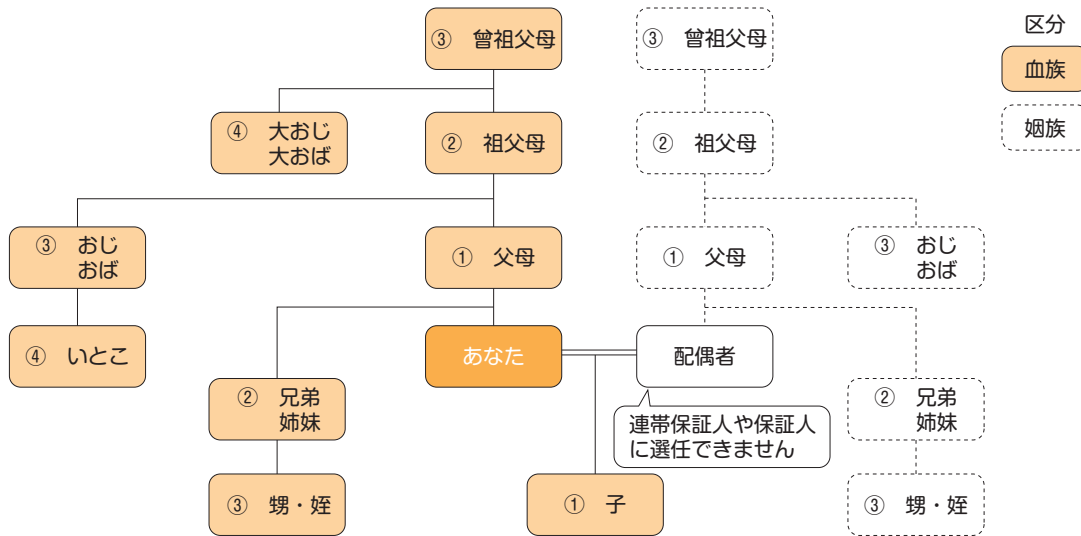 ③ 曾祖父母
③ 曾祖父母
区分
血族
④ 大おじ
大おば
② 祖父母
② 祖父母
姻族
③ おじ
おば
① 父母
① 父母
③ おじ
おば
④ いとこ
あなた
配偶者
② 兄弟
姉妹
連帯保証人や保証人
に選任できません
② 兄弟
姉妹
③ 甥・姪
① 子
③ 甥・姪